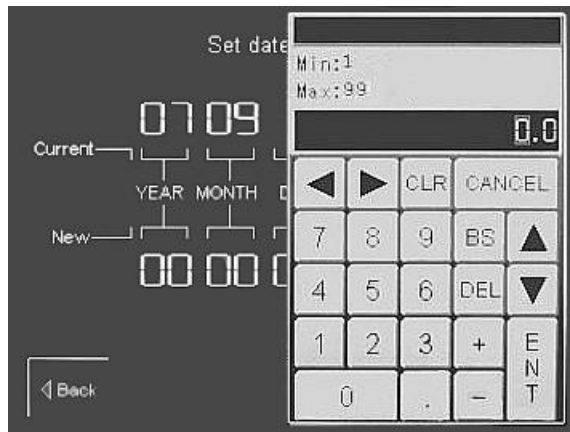 Set date
Min:1
Max:99
0.0
07 09
Current
YEAR MONTH D
New
00 00 0
CLR CANCEL
7 8 9 BS
4 5 6 DEL
1 2 3 +
ENT
0 . -
Back